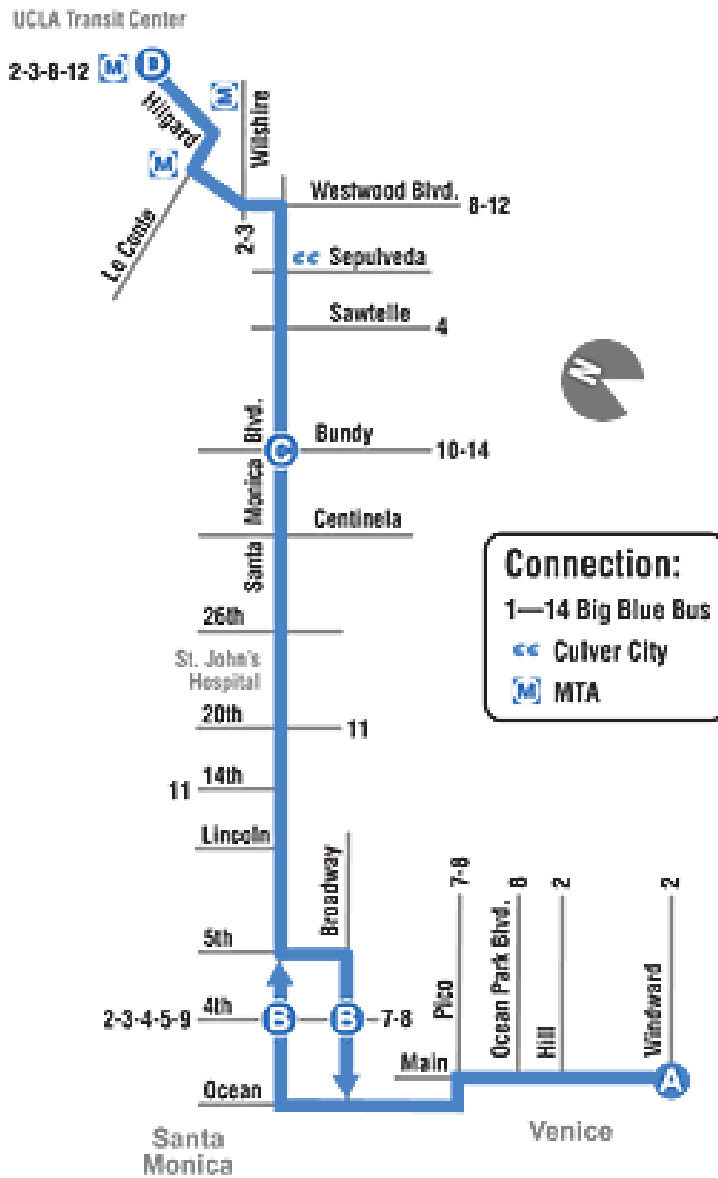 UCLA Transit Center
2-3-8-12 M D
Hilgard
M
Wilshire
M
Le Conte
2-3
Westwood Blvd. 8-12
cc Sepulveda
Sawtelle 4
N
Santa Monica Blvd.
C Bundy 10-14
Centinela
Connection:
1—14 Big Blue Bus
cc Culver City
M MTA
26th
St. John's
Hospital
20th 11
11 14th
Lincoln
Broadway
5th
2-3-4-5-9 4th B B 7-8
Ocean
Main
Pico 7-8
Ocean Park Blvd. 8
Hill 2
Windward 2
A
Santa
Monica
Venice